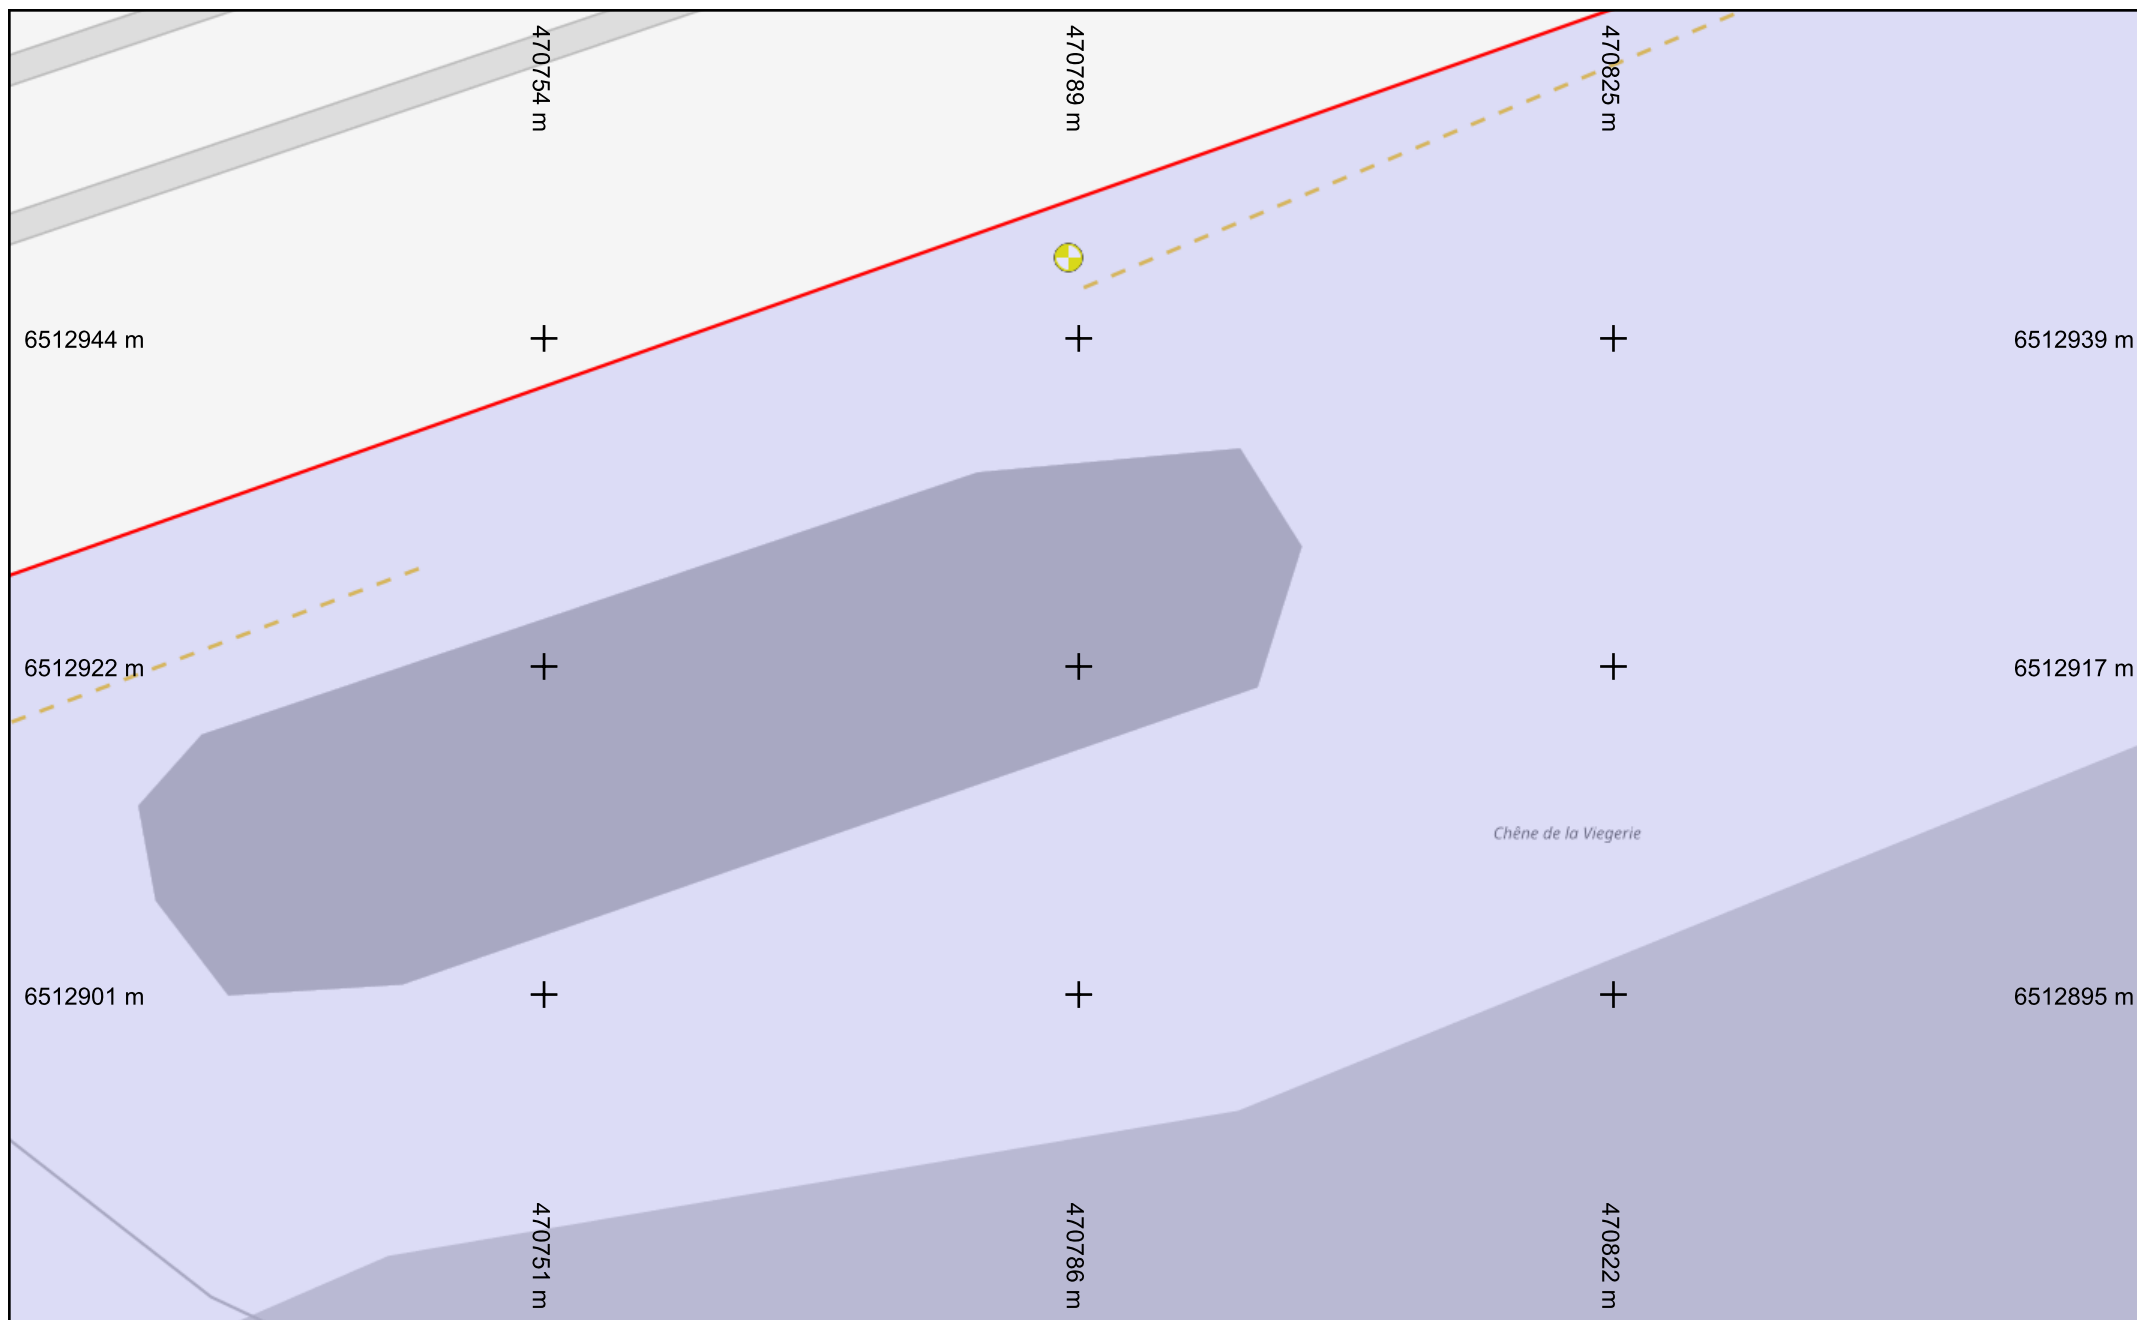 470754 m
470789 m
470825 m
6512944 m
6512939 m
6512922 m
6512917 m
Chêne de la Viegerie
6512901 m
6512895 m
470751 m
470786 m
470822 m